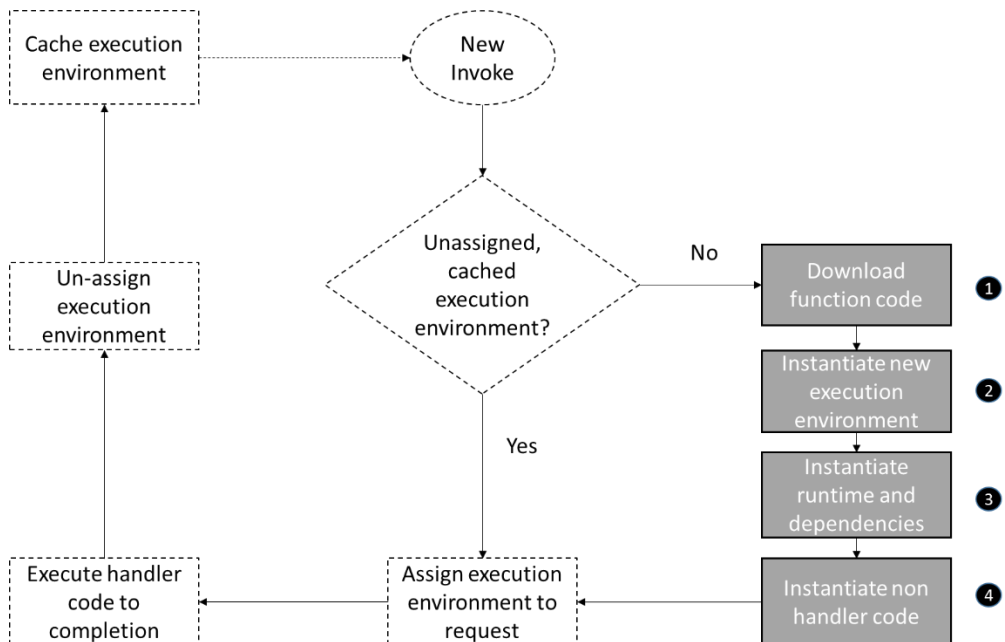 Cache execution
environment
New
Invoke
Unassigned,
cached
execution
environment?
No
Download
function code
1
Un-assign
execution
environment
Instantiate new
execution
environment
2
Yes
Instantiate
runtime and
dependencies
3
Execute handler
code to
completion
Assign execution
environment to
request
Instantiate non
handler code
4